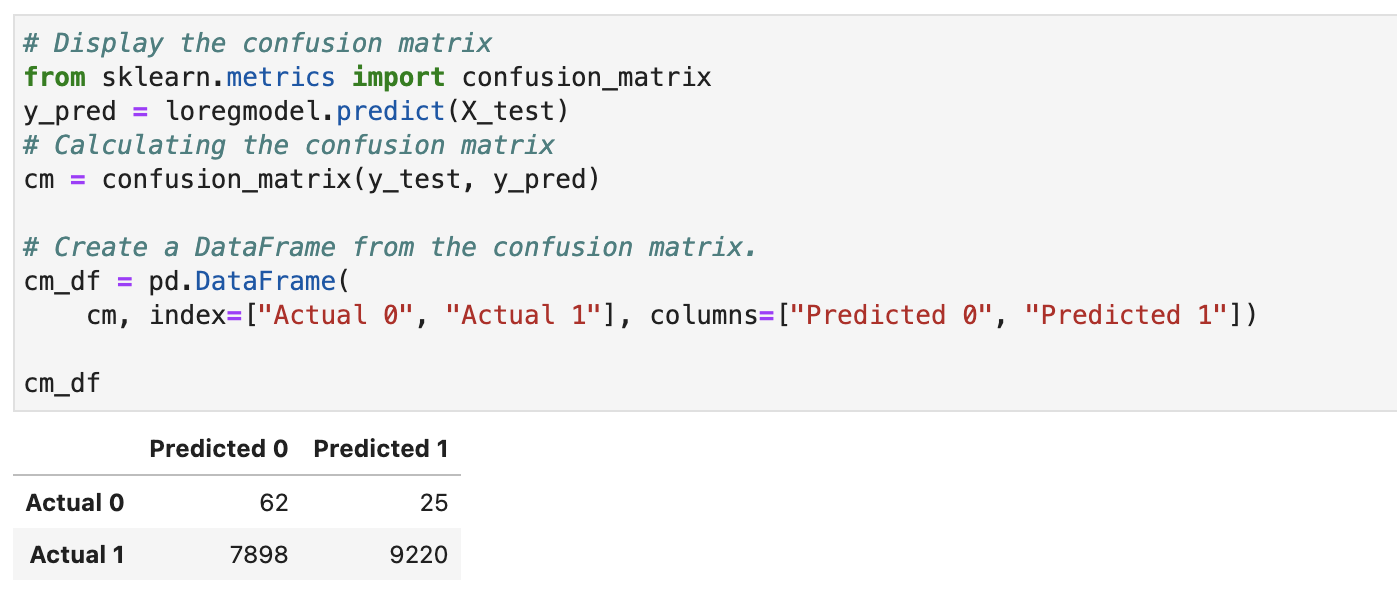 # Display the confusion matrix
from sklearn.metrics import confusion_matrix
y_pred = loregmodel.predict(X_test)
# Calculating the confusion matrix
cm = confusion_matrix(y_test, y_pred)
# Create a DataFrame from the confusion matrix.
cm_df = pd.DataFrame(
    cm, index=["Actual 0", "Actual 1"], columns=["Predicted 0", "Predicted 1"])
cm_df
Predicted 0 Predicted 1
Actual 0 62 25
Actual 1 7898 9220